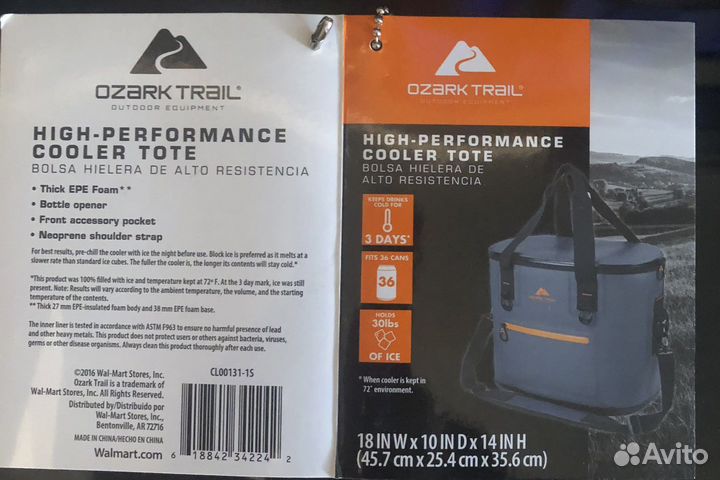 OZARK TRAIL®
OUTDOOR EQUIPMENT
HIGH-PERFORMANCE
COOLER TOTE
BOLSA HIELERA DE ALTO RESISTENCIA
• Thick EPE Foam**
• Bottle opener
• Front accessory pocket
• Neoprene shoulder strap
For best results, pre-chill the cooler with ice the night before use. Block ice is preferred as it melts at a
slower rate than standard ice cubes. The fuller the cooler is, the longer its contents will stay cold.*
*This product was 100% filled with ice and temperature kept at 72º F. At the 3 day mark, ice was still
present. Note: Results will vary according to the ambient temperature, the volume, and the starting
temperature of the contents.
** Thick 27 mm EPE-insulated foam body and 38 mm EPE foam base.
The inner liner is tested in accordance with ASTM F963 to ensure no harmful presence of lead
and other heavy metals. This product does not protect users or others against bacteria, viruses,
germs or other disease organisms. Always clean this product thoroughly after each use.
©2016 Wal-Mart Stores, Inc.
Ozark Trail is a trademark of
Wal-Mart Stores, Inc.
Distributed by/Distribuido por
Wal-Mart Stores, Inc.,
Bentonville, AR 72716
MADE IN CHINA/HECHO EN CHINA
Walmart.com
CL00131-1S
6 18842 34224 2
OZARK TRAIL®
OUTDOOR EQUIPMENT
HIGH-PERFORMANCE
COOLER TOTE
BOLSA HIELERA DE
ALTO RESISTENCIA
KEEPS DRINKS
COLD FOR
3 DAYS*
FITS 36 CANS
36
HOLDS
30lbs
OF ICE
* When cooler is kept in
72˚ environment.
OZARK TRAIL
18 IN W x 10 IN D x 14 IN H
(45.7 cm x 25.4 cm x 35.6 cm)
Avito